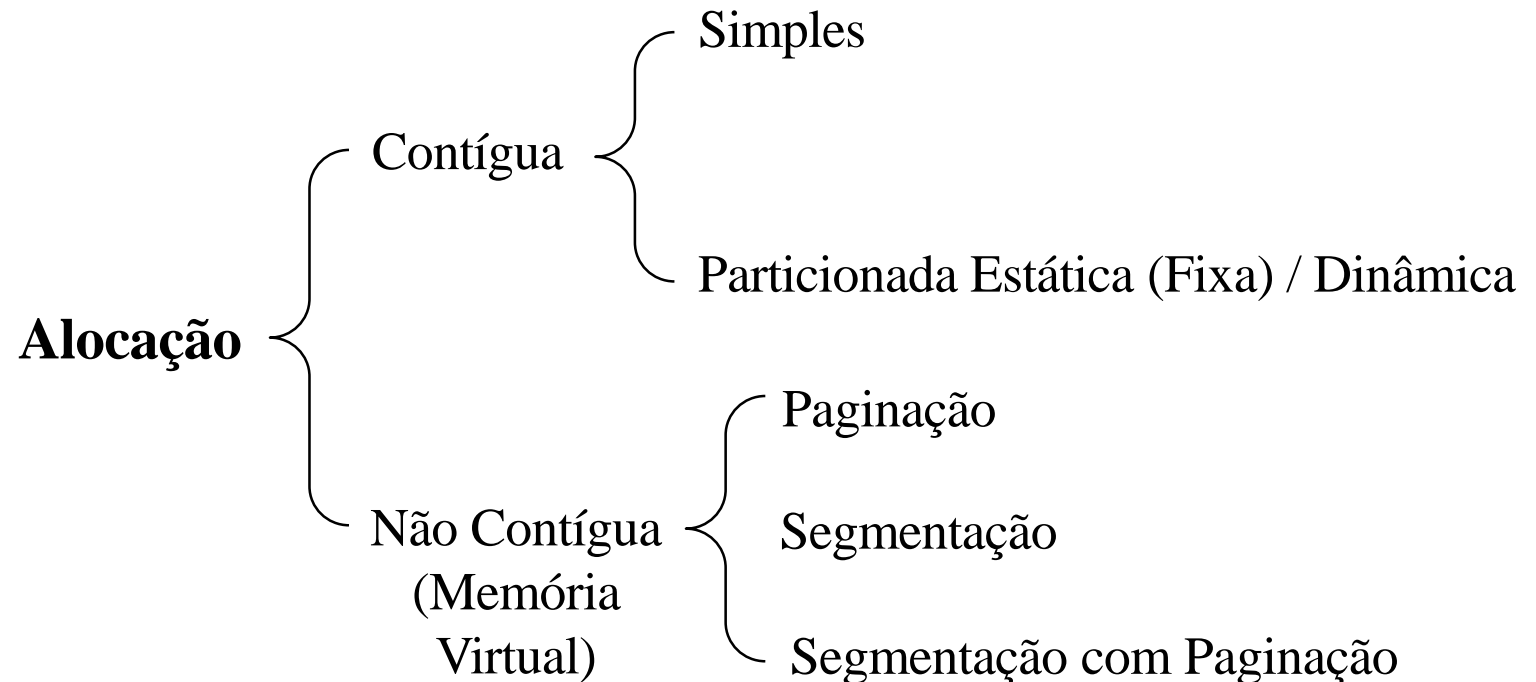 Simples
Contígua
Particionada Estática (Fixa) / Dinâmica
Alocação
Paginação
Não Contígua
(Memória
Virtual)
Segmentação
Segmentação com Paginação